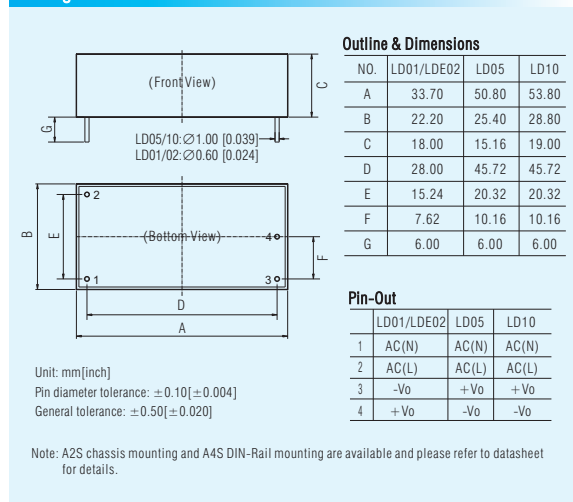 Outline & Dimensions
NO. LD01/LDE02 LD05 LD10
A 33.70 50.80 53.80
B 22.20 25.40 28.80
C 18.00 15.16 19.00
D 28.00 45.72 45.72
E 15.24 20.32 20.32
F 7.62 10.16 10.16
G 6.00 6.00 6.00
(Front View)
C
G
LD05/10:∅1.00 [0.039]
LD01/02:∅0.60 [0.024]
2
B
E
(Bottom View)
4
F
1
3
D
A
Pin-Out
LD01/LDE02 LD05 LD10
1 AC(N) AC(N) AC(N)
2 AC(L) AC(L) AC(L)
3 -Vo +Vo +Vo
4 +Vo -Vo -Vo
Unit: mm[inch]
Pin diameter tolerance: ±0.10[±0.004]
General tolerance: ±0.50[±0.020]
Note: A2S chassis mounting and A4S DIN-Rail mounting are available and please refer to datasheet
for details.